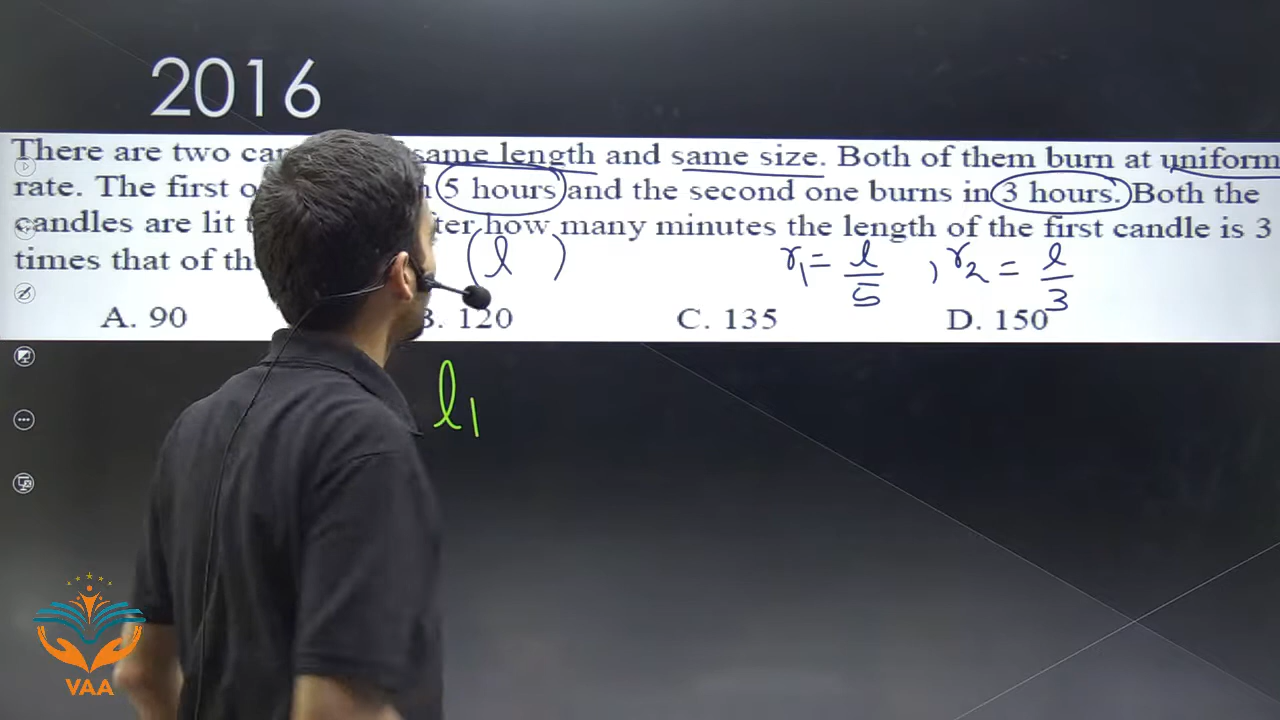 2016
There are two same length and same size. Both of them burn at uniform
rate. The first 5 hours and the second one burns in 3 hours. Both the
candles are lit how many minutes the length of the first candle is 3
times that of (l) r₁ = l/5 , r₂ = l/3
A. 90 B. 120 C. 135 D. 150
l₁
VAA